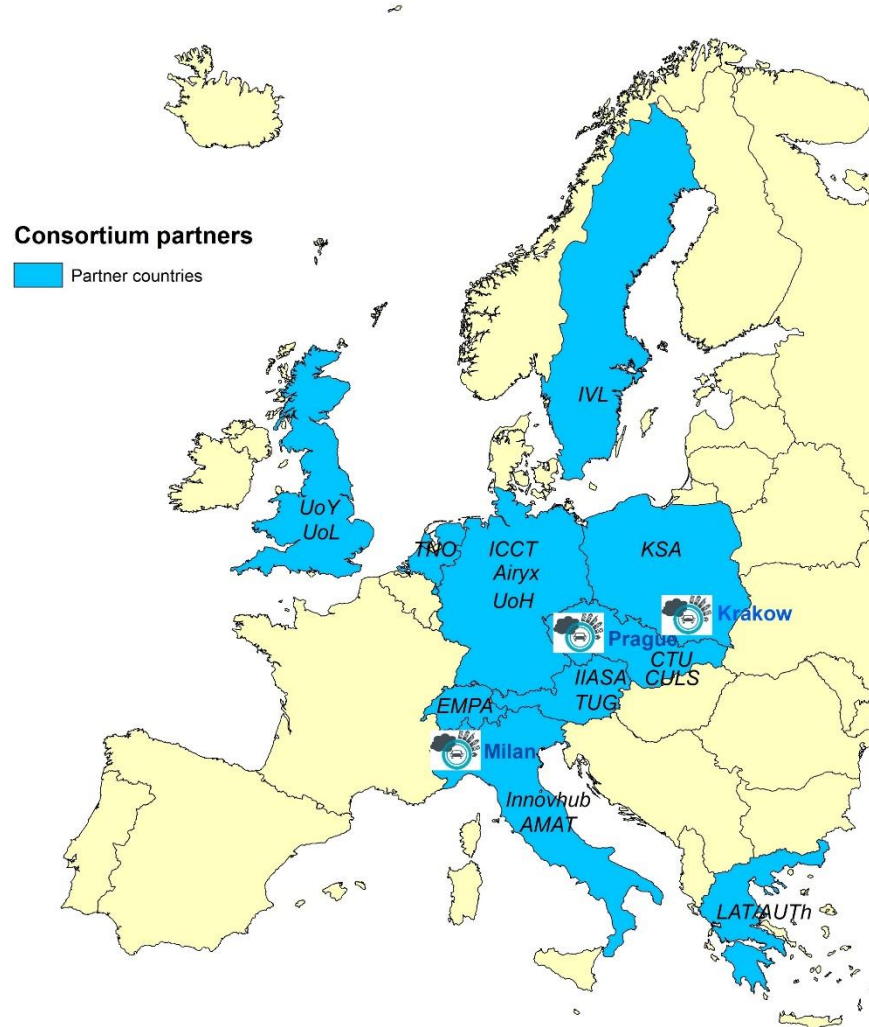 Consortium partners
Partner countries
IVL
UoY
UoL
TNO
ICCT
Airyx
UoH
KSA
Krakow
Prague
CTU
CULS
IIASA
TUG
EMPA
Milan
Innovhub
AMAT
LAT/AUTh